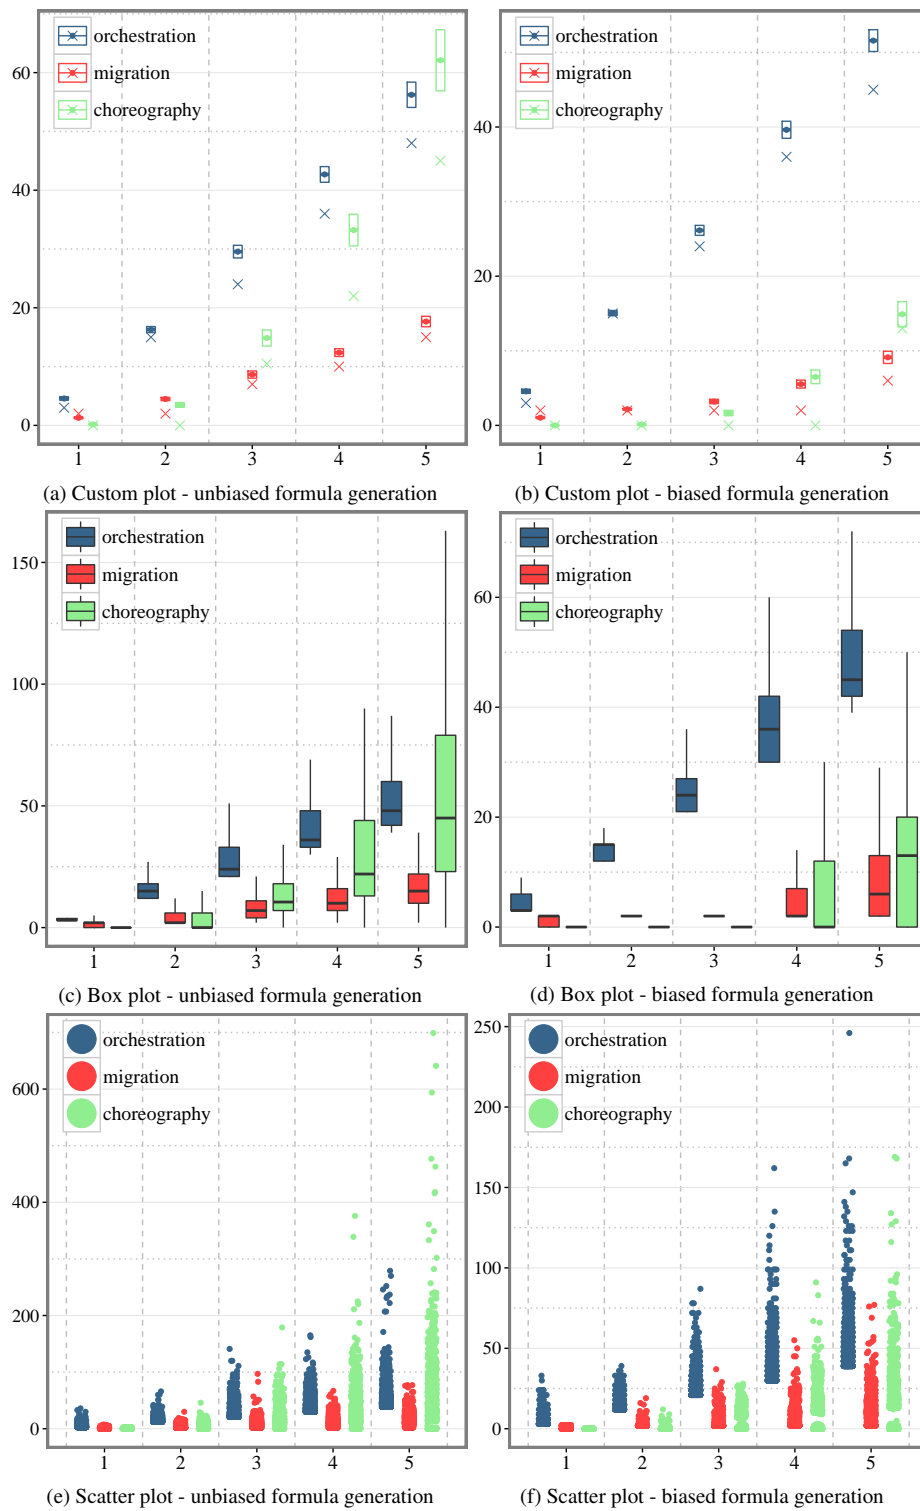 orchestration
migration
choreography
60
40
20
0
1 2 3 4 5
(a) Custom plot - unbiased formula generation
orchestration
migration
choreography
40
20
0
1 2 3 4 5
(b) Custom plot - biased formula generation
orchestration
migration
choreography
150
100
50
0
1 2 3 4 5
(c) Box plot - unbiased formula generation
orchestration
migration
choreography
60
40
20
0
1 2 3 4 5
(d) Box plot - biased formula generation
orchestration
migration
choreography
600
400
200
0
1 2 3 4 5
(e) Scatter plot - unbiased formula generation
orchestration
migration
choreography
250
200
150
100
50
0
1 2 3 4 5
(f) Scatter plot - biased formula generation